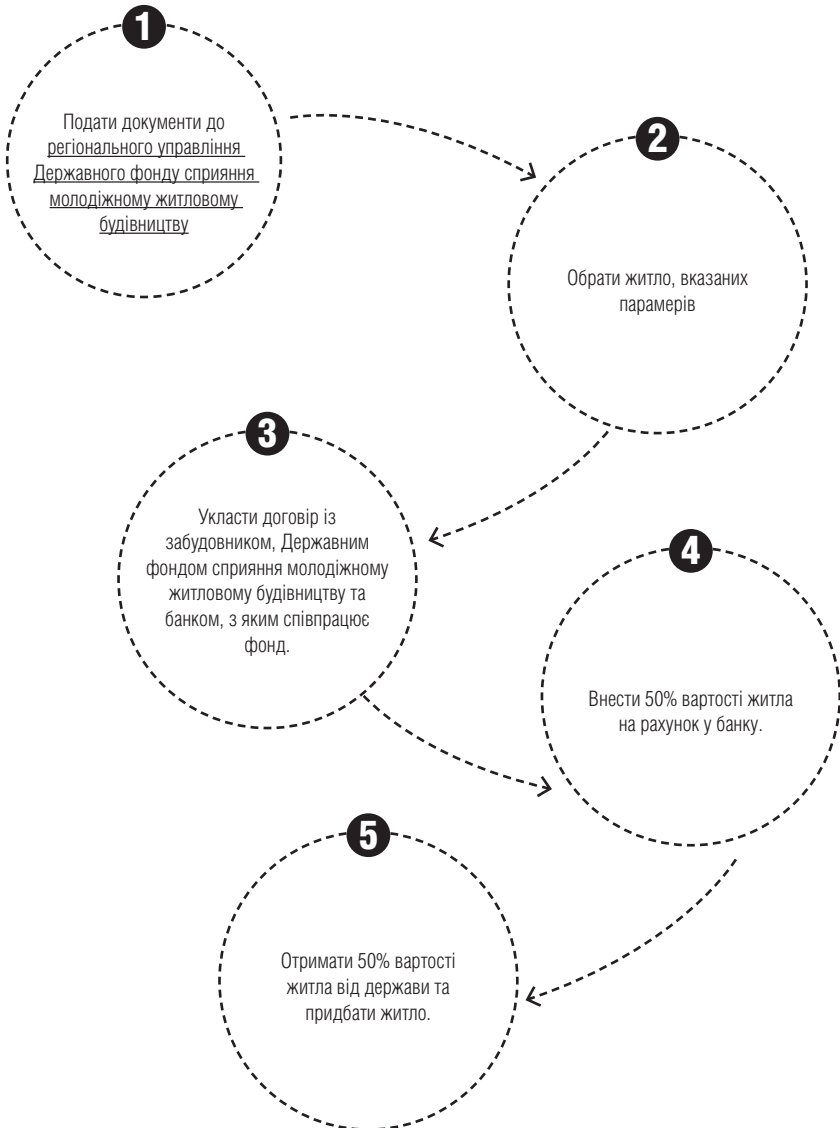 1
Подати документи до
регіонального управління
Державного фонду сприяння
молодіжному житловому
будівництву
2
Обрати житло, вказаних
парамерів
3
Укласти договір із
забудовником, Державним
фондом сприяння молодіжному
житловому будівництву та
банком, з яким співпрацює
фонд.
4
Внести 50% вартості житла
на рахунок у банку.
5
Отримати 50% вартості
житла від держави та
придбати житло.